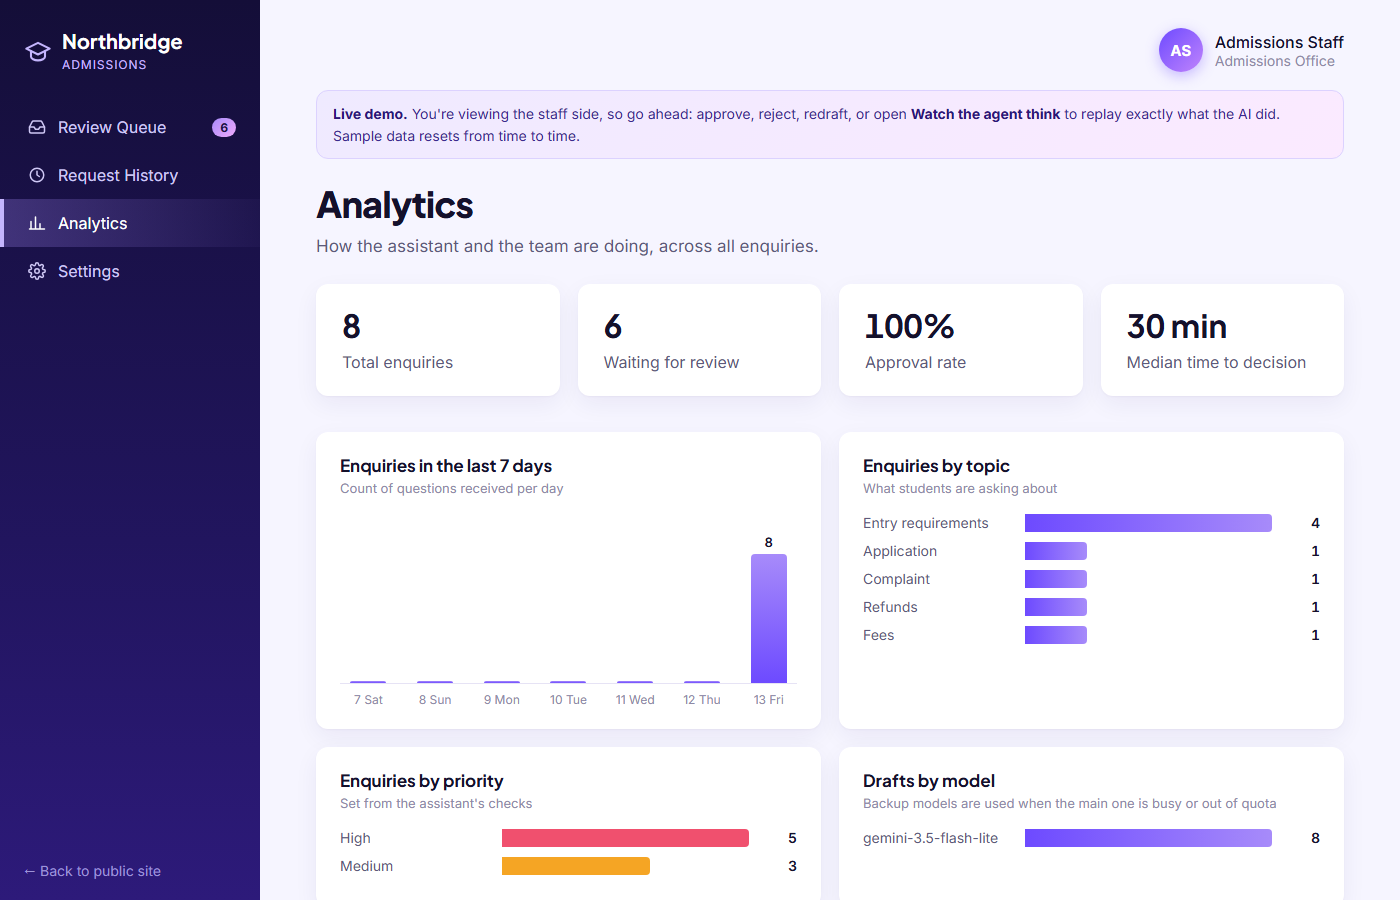 Northbridge
ADMISSIONS
Review Queue 6
Request History
Analytics
Settings
← Back to public site
AS
Admissions Staff
Admissions Office
Live demo. You're viewing the staff side, so go ahead: approve, reject, redraft, or open Watch the agent think to replay exactly what the AI did.
Sample data resets from time to time.
Analytics
How the assistant and the team are doing, across all enquiries.
8
Total enquiries
6
Waiting for review
100%
Approval rate
30 min
Median time to decision
Enquiries in the last 7 days
Count of questions received per day
8
7 Sat 8 Sun 9 Mon 10 Tue 11 Wed 12 Thu 13 Fri
Enquiries by topic
What students are asking about
Entry requirements 4
Application 1
Complaint 1
Refunds 1
Fees 1
Enquiries by priority
Set from the assistant's checks
High 5
Medium 3
Drafts by model
Backup models are used when the main one is busy or out of quota
gemini-3.5-flash-lite 8